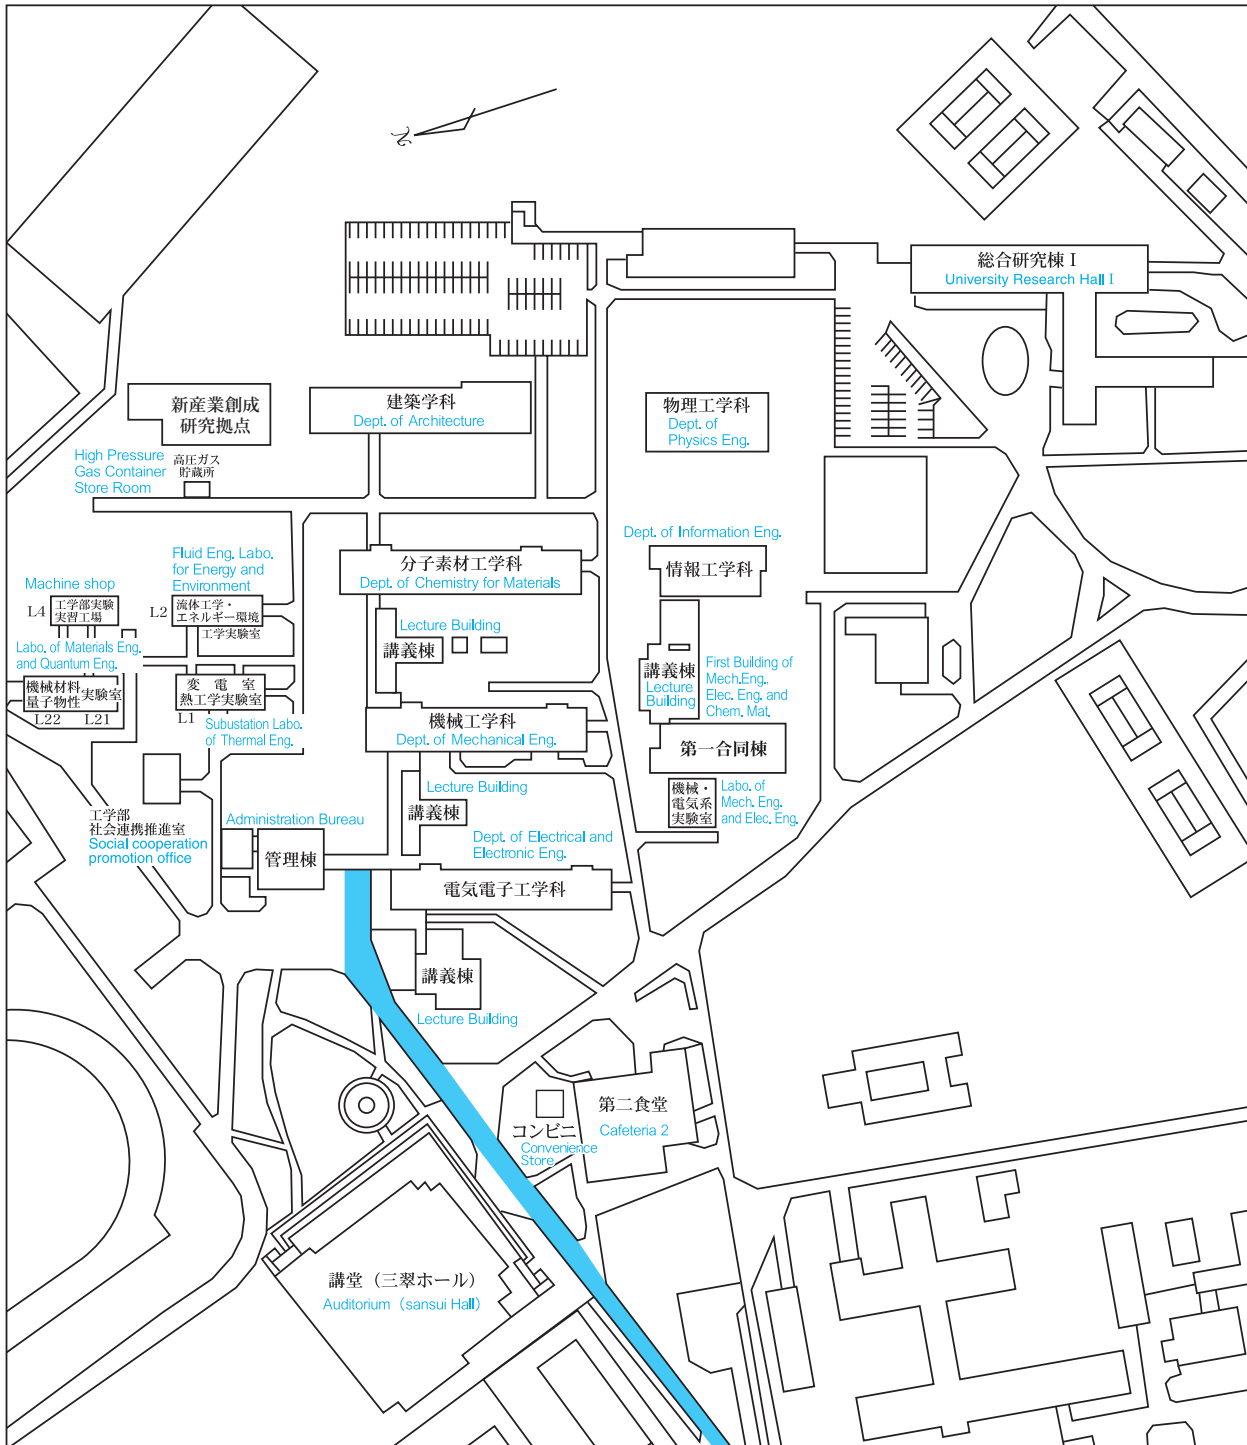 N
総合研究棟 I
University Research Hall I
新産業創成
研究拠点
建築学科
Dept. of Architecture
物理工学科
Dept. of
Physics Eng.
High Pressure
Gas Container
Store Room
高圧ガス
貯蔵所
Dept. of Information Eng.
情報工学科
Fluid Eng. Labo.
for Energy and
Environment
分子素材工学科
Dept. of Chemistry for Materials
Machine shop
L4
工学部実験
実習工場
L2
流体工学・
エネルギー環境
工学実験室
Lecture Building
講義棟
Labo. of Materials Eng.
and Quantum Eng.
機械材料
量子物性
実験室
L22
L21
変電室
熱工学実験室
L1
Subustation Labo.
of Thermal Eng.
講義棟
Lecture
Building
First Building of
Mech.Eng.,
Elec. Eng. and
Chem. Mat.
機械工学科
Dept. of Mechanical Eng.
第一合同棟
Lecture Building
講義棟
機械・
電気系
実験室
Labo. of
Mech. Eng.
and Elec. Eng.
工学部
社会連携推進室
Social cooperation
promotion office
Administration Bureau
管理棟
Dept. of Electrical and
Electronic Eng.
電気電子工学科
講義棟
Lecture Building
コンビニ
Convenience
Store
第二食堂
Cafeteria 2
講堂（三翠ホール）
Auditorium（sansui Hall）